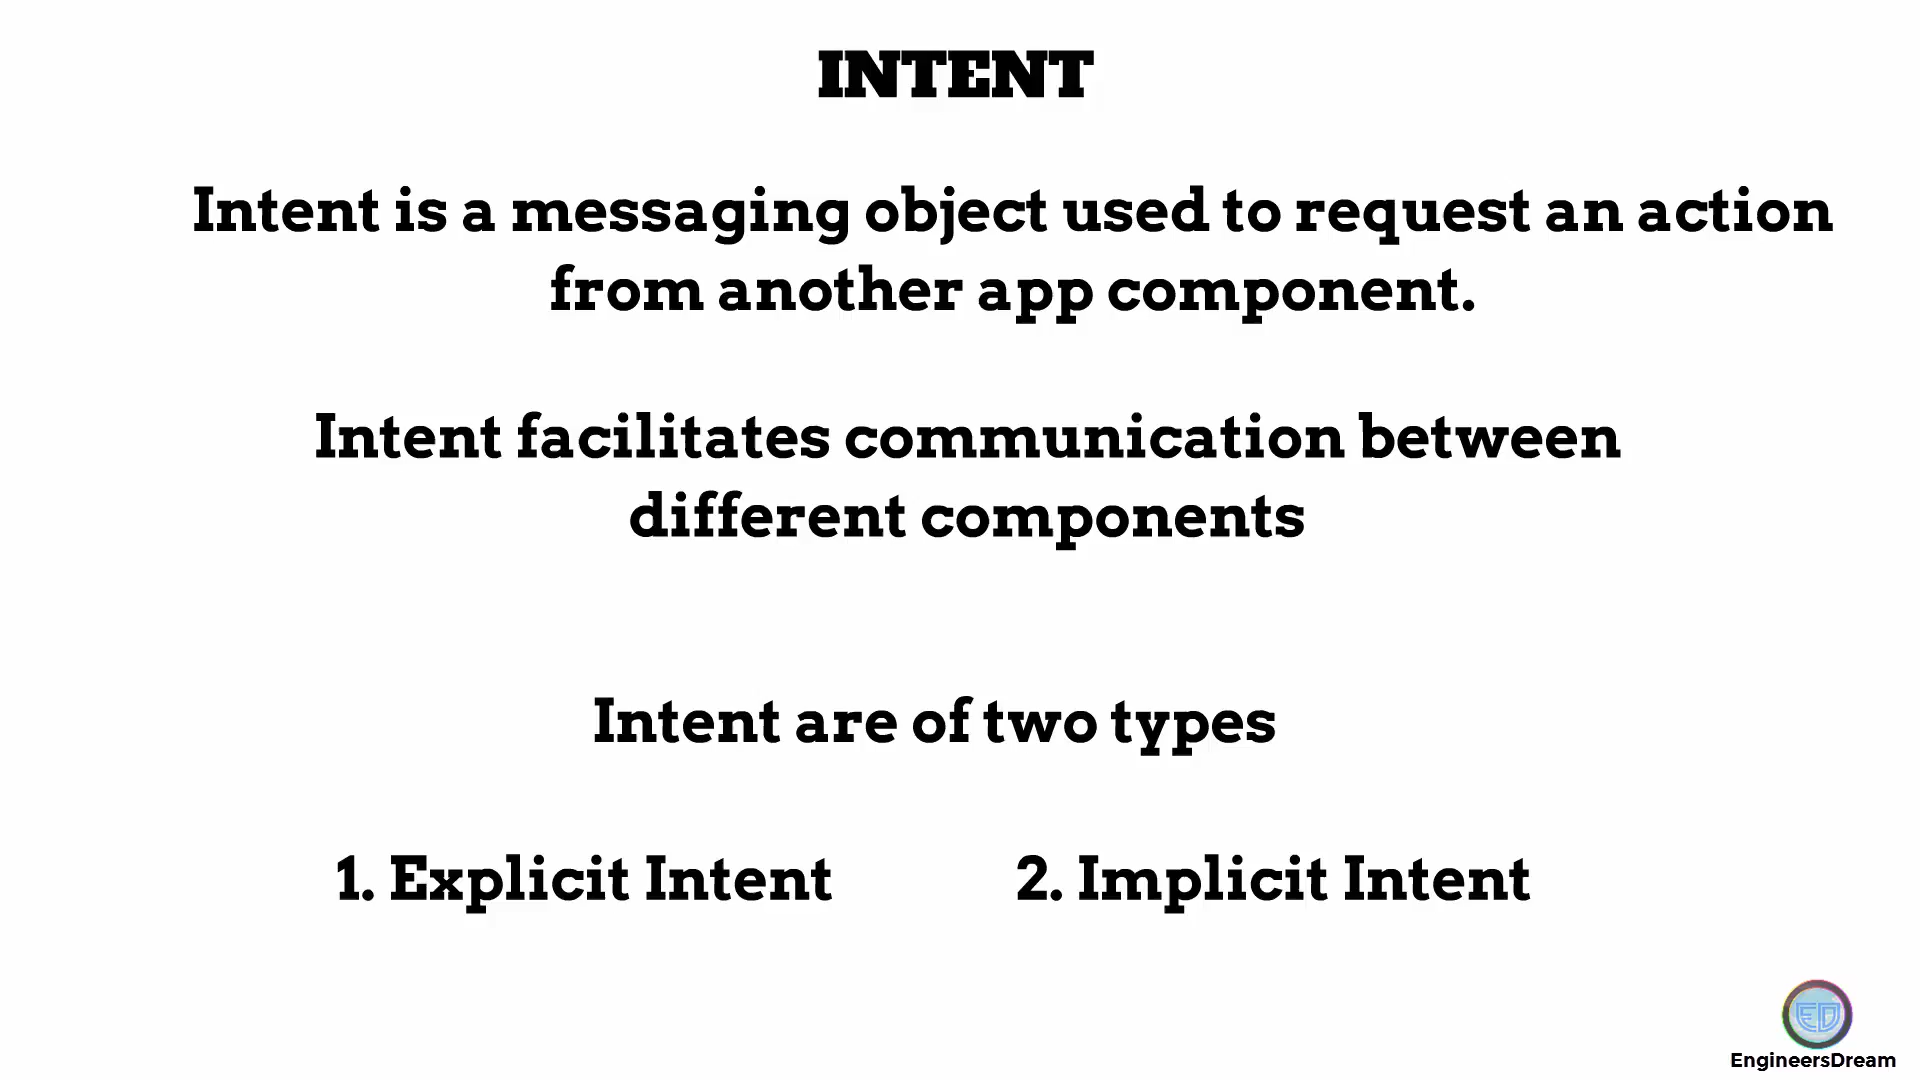 INTENT
Intent is a messaging object used to request an action
from another app component.
Intent facilitates communication between
different components
Intent are of two types
1. Explicit Intent
2. Implicit Intent
ED
EngineersDream